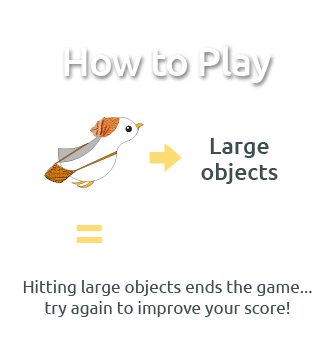 How to Play
Large
objects
=
Hitting large objects ends the game...
try again to improve your score!